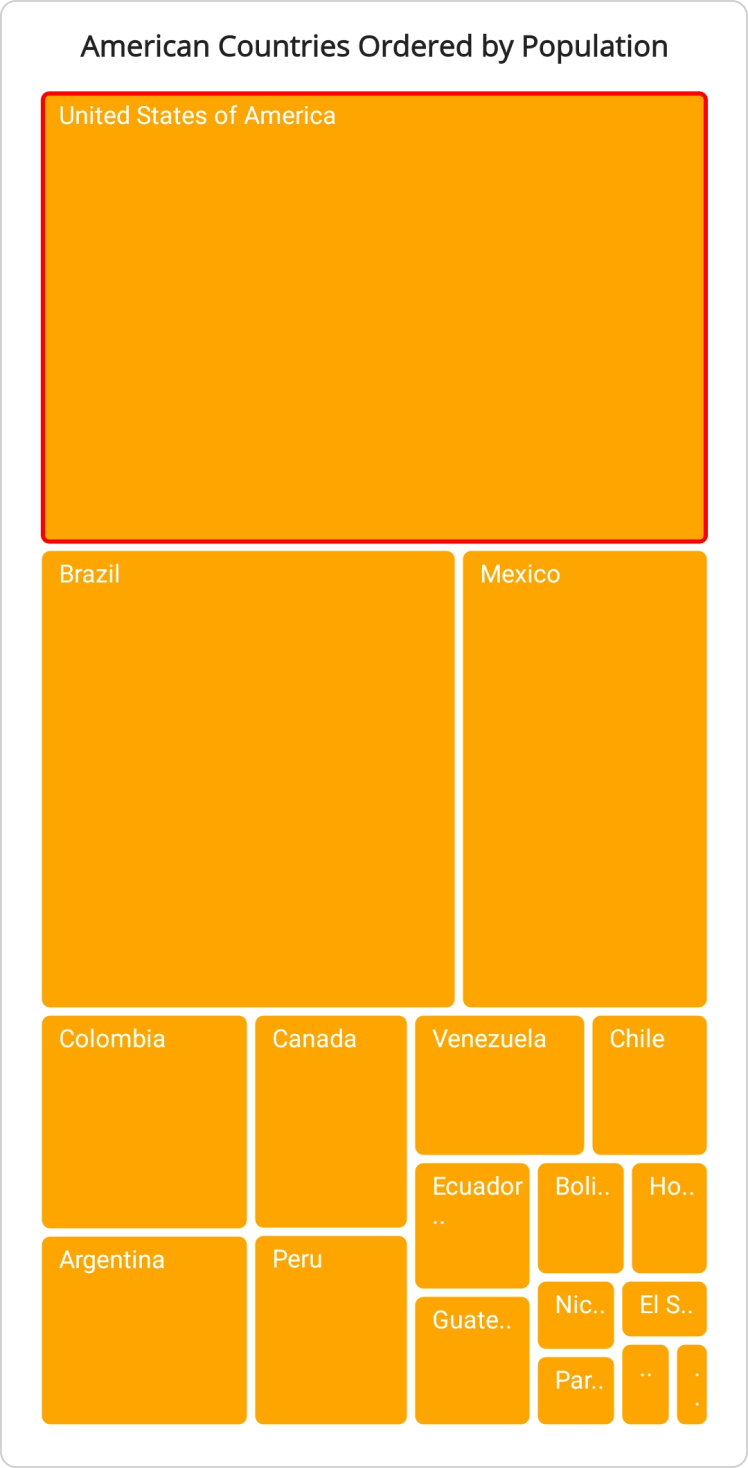 American Countries Ordered by Population
United States of America
Brazil
Mexico
Colombia
Canada
Venezuela
Chile
Ecuador
..
Boli..
Ho..
Argentina
Peru
Guate..
Nic..
El S..
Par..
..
.
.